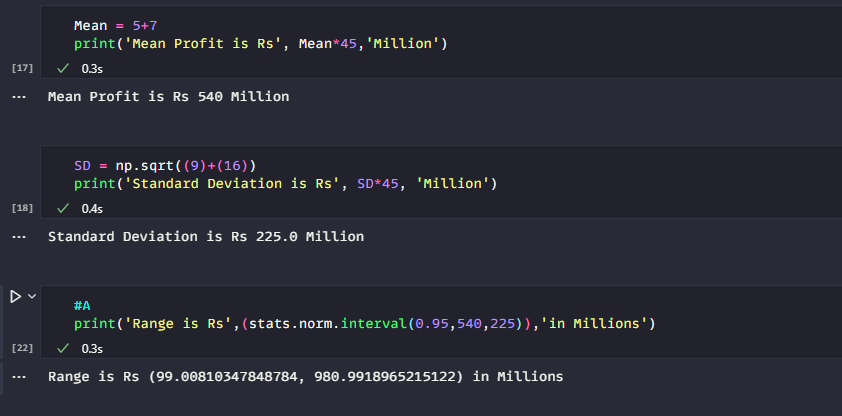 Mean = 5+7
print('Mean Profit is Rs', Mean*45,'Million')
[17] ✓ 0.3s
... Mean Profit is Rs 540 Million
SD = np.sqrt((9)+(16))
print('Standard Deviation is Rs', SD*45, 'Million')
[18] ✓ 0.4s
... Standard Deviation is Rs 225.0 Million
#A
print('Range is Rs',(stats.norm.interval(0.95,540,225)),'in Millions')
[22] ✓ 0.3s
... Range is Rs (99.00810347848784, 980.9918965215122) in Millions